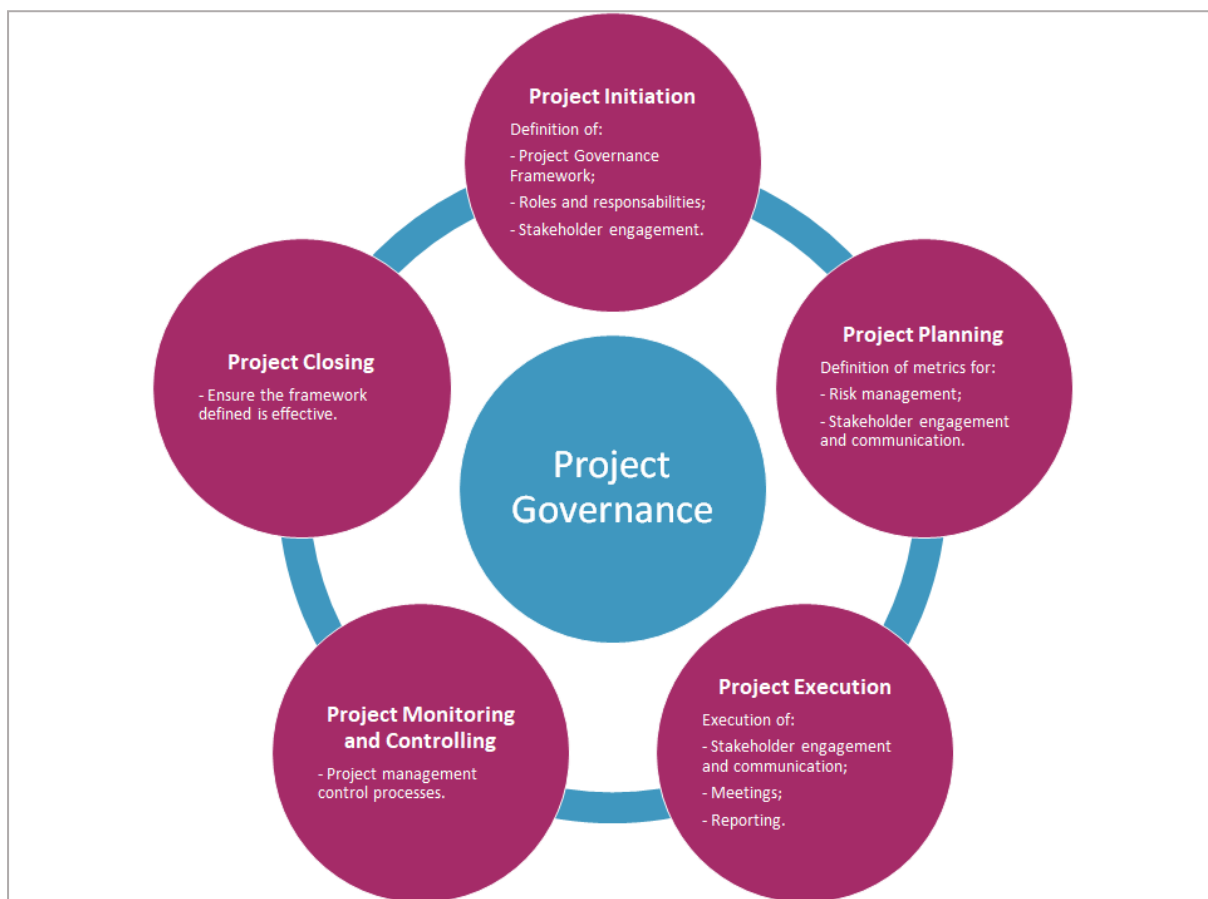 Project Initiation
Definition of:
- Project Governance
Framework;
- Roles and responsabilities;
- Stakeholder engagement.
Project Planning
Definition of metrics for:
- Risk management;
- Stakeholder engagement
and communication.
Project Execution
Execution of:
- Stakeholder engagement
and communication;
- Meetings;
- Reporting.
Project Monitoring
and Controlling
- Project management
control processes.
Project Closing
- Ensure the framework
defined is effective.
Project
Governance